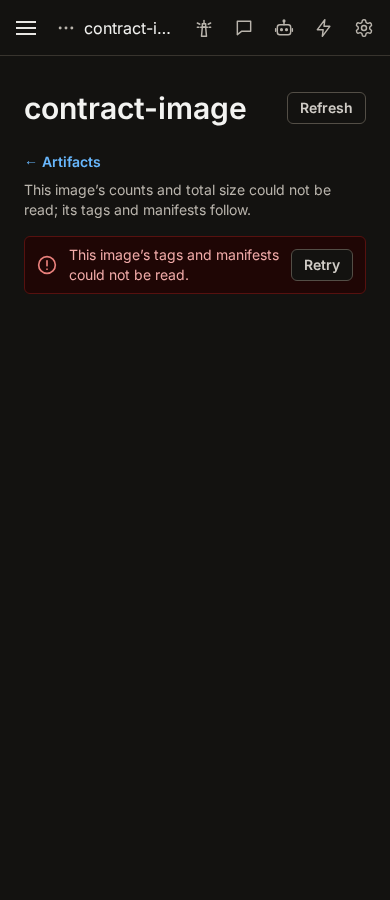 contract-i...
contract-image
Refresh
← Artifacts
This image’s counts and total size could not be
read; its tags and manifests follow.
This image’s tags and manifests
could not be read.
Retry